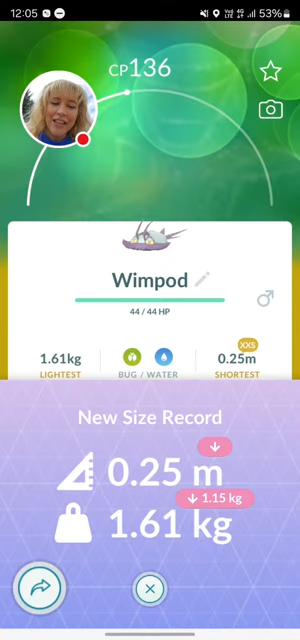 12:05
53%
CP136
Wimpod
44 / 44 HP
XXS
1.61kg
BUG / WATER
0.25m
LIGHTEST
SHORTEST
New Size Record
0.25 m
1.15 kg
1.61 kg